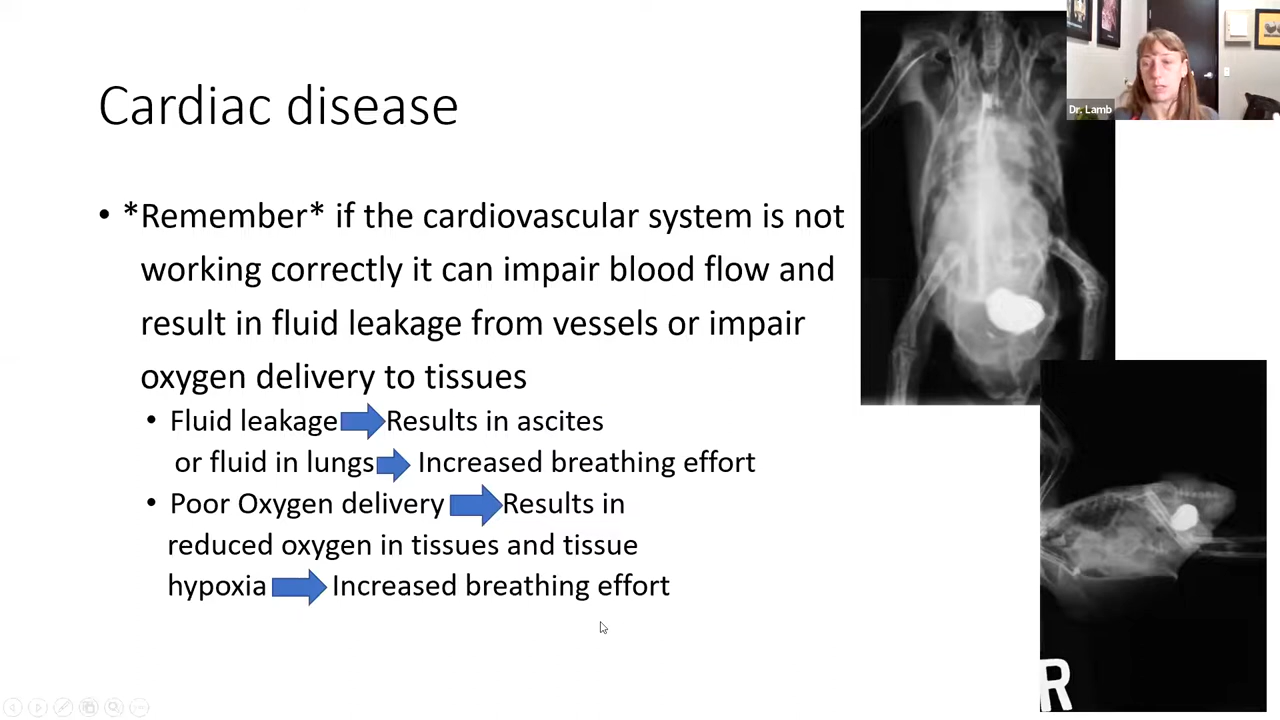 Cardiac disease
• *Remember* if the cardiovascular system is not
working correctly it can impair blood flow and
result in fluid leakage from vessels or impair
oxygen delivery to tissues
• Fluid leakage Results in ascites
or fluid in lungs Increased breathing effort
• Poor Oxygen delivery Results in
reduced oxygen in tissues and tissue
hypoxia Increased breathing effort
Dr. Lamb
R